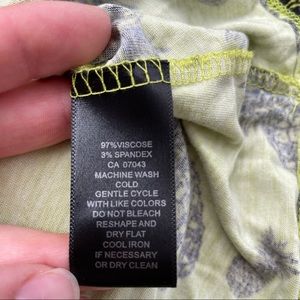 97%VISCOSE
3% SPANDEX
CA 07043
MACHINE WASH
COLD
GENTLE CYCLE
WITH LIKE COLORS
DO NOT BLEACH
RESHAPE AND
DRY FLAT
COOL IRON
IF NECESSARY
OR DRY CLEAN